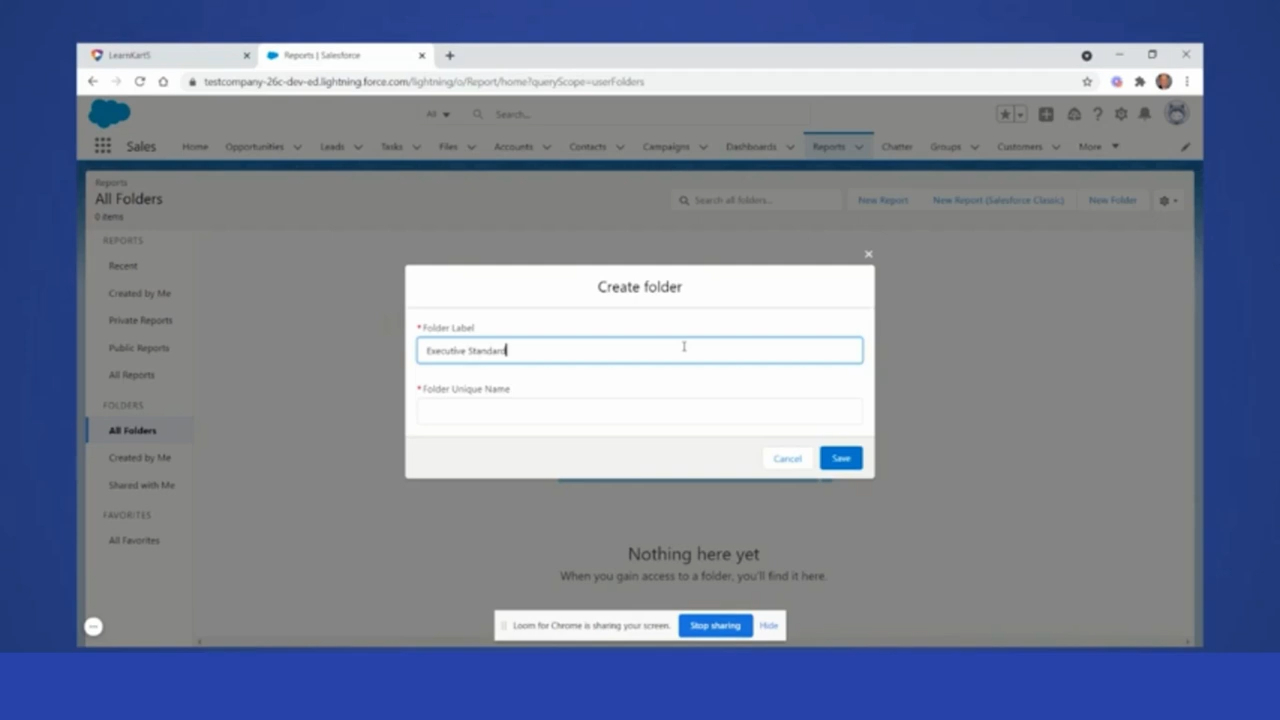 LearnKartS
Reports | Salesforce
testcompany-26c-dev-ed.lightning.force.com/lightning/o/Report/home?queryScope=userFolders
All Search...
Sales Home Opportunities Leads Tasks Files Accounts Contacts Campaigns Dashboards Reports Chatter Groups Customers More
Reports
All Folders
0 items
Search all folders...
New Report
New Report (Salesforce Classic)
New Folder
REPORTS
Recent
Created by Me
Private Reports
Public Reports
All Reports
FOLDERS
All Folders
Created by Me
Shared with Me
FAVORITES
All Favorites
Create folder
* Folder Label
Executive Standard
* Folder Unique Name
Cancel
Save
Nothing here yet
When you gain access to a folder, you'll find it here.
Loom for Chrome is sharing your screen. Stop sharing Hide